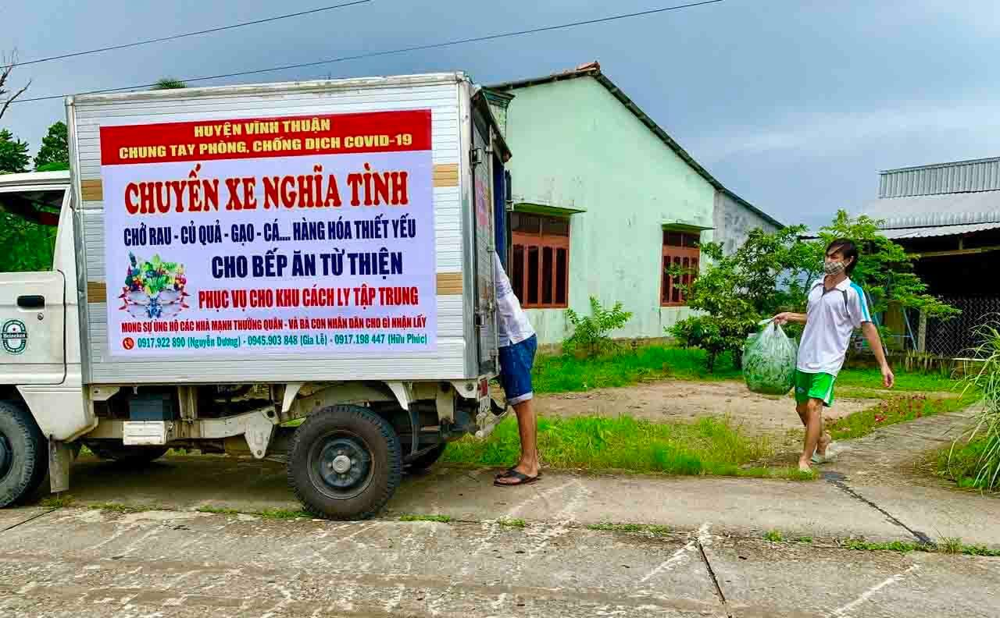 HUYỆN VĨNH THUẬN
CHUNG TAY PHÒNG, CHỐNG DỊCH COVID-19
CHUYẾN XE NGHĨA TÌNH
CHỞ RAU - CỦ QUẢ - GẠO - CÁ.... HÀNG HÓA THIẾT YẾU
CHO BẾP ĂN TỪ THIỆN
PHỤC VỤ CHO KHU CÁCH LY TẬP TRUNG
MONG SỰ ỦNG HỘ CÁC NHÀ MẠNH THƯỜNG QUÂN - VÀ BÀ CON NHÂN DÂN CHO GÌ NHẬN LẤY
0917,922 890 (Nguyễn Dương) - 0945.903 848 (Gia Lễ) - 0917.198 447 (Hữu Phúc)
Heineken